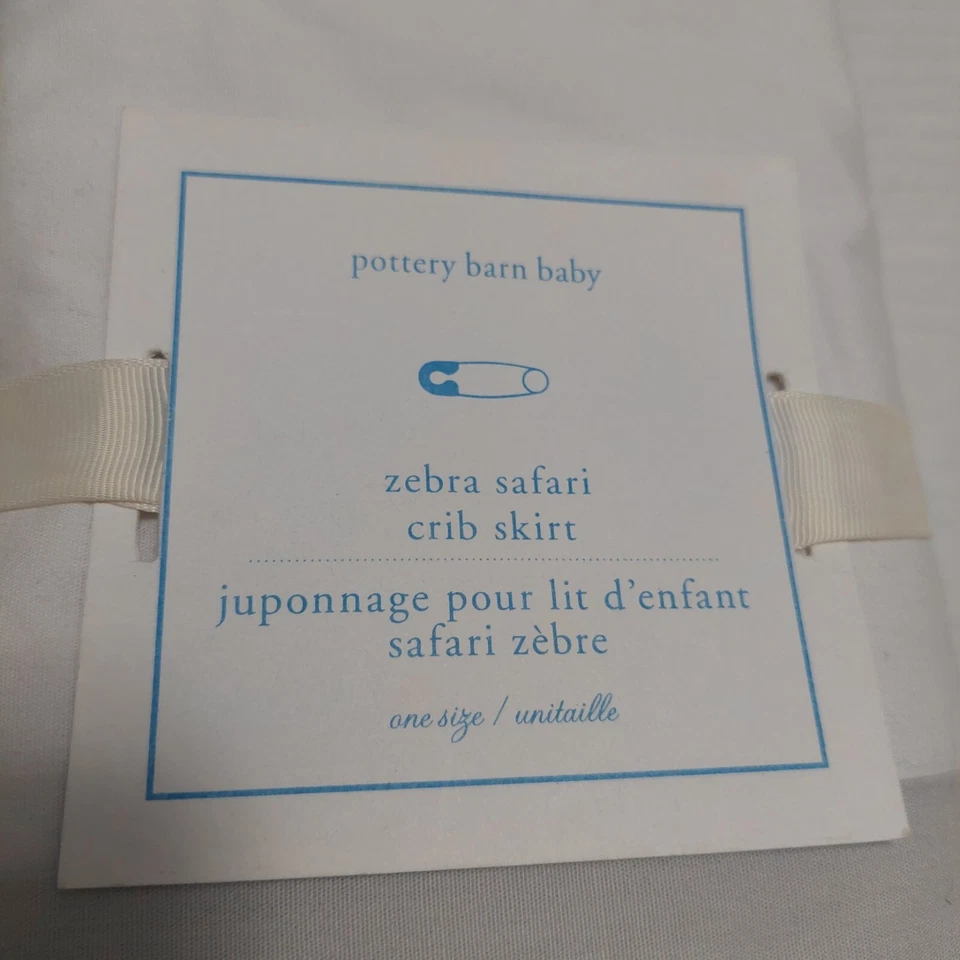 pottery barn baby
zebra safari
crib skirt
juponnage pour lit d'enfant
safari zèbre
one size / unitaille